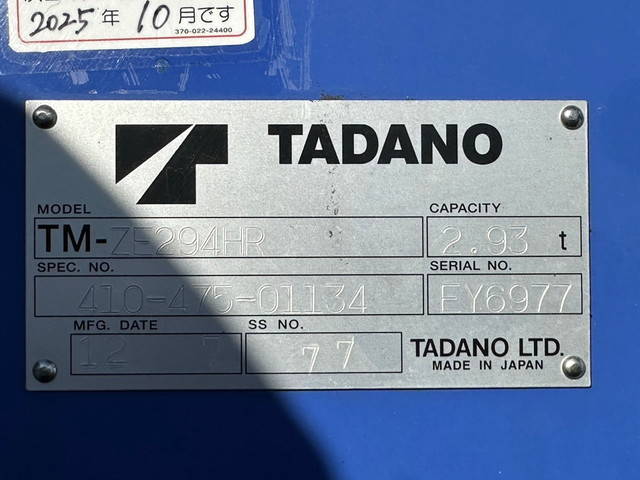 2025年10月です
370-022-24400
TADANO
MODEL
TM-ZE294HR
CAPACITY
2.93 t
SPEC. NO.
410-475-01134
SERIAL NO.
FY6977
MFG. DATE
12 7
SS NO.
77
TADANO LTD.
MADE IN JAPAN